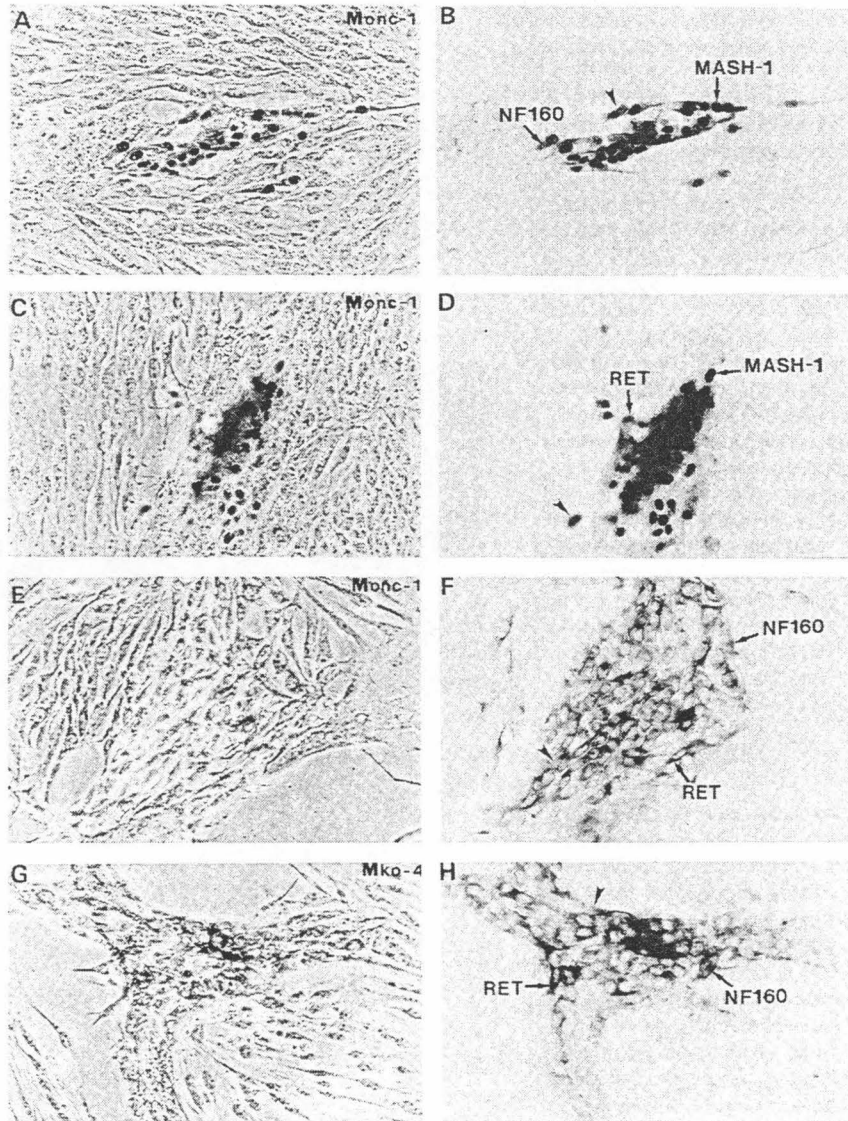 A Monc-1
B
MASH-1
NF160
C Monc-1
D
MASH-1
RET
E Monc-1
F
NF160
RET
G Mko-4
H
RET
NF160